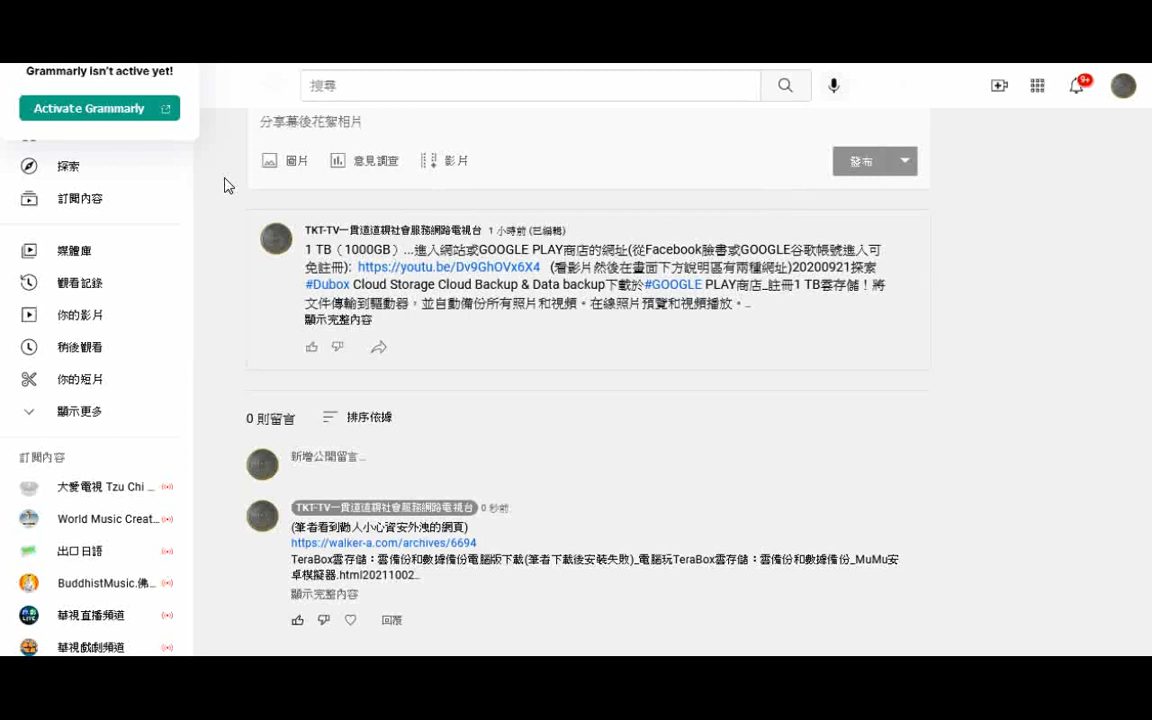 Grammarly isn't active yet!
Activate Grammarly
搜尋
9+
分享幕後花絮相片
圖片 意見調查 影片
發布
探索
訂閱內容
媒體庫
觀看記錄
你的影片
稍後觀看
你的短片
顯示更多
訂閱內容
大愛電視 Tzu Chi ...
World Music Creat...
出口日語
BuddhistMusic.佛...
華視直播頻道
華視戲劇頻道
TKT-TV一貫道道親社會服務網路電視台 1 小時前 (已編輯)
1 TB（1000GB）...進入網站或GOOGLE PLAY商店的網址(從Facebook臉書或GOOGLE谷歌帳號進入可
免註冊): https://youtu.be/Dv9GhOVx6X4 (看影片然後在畫面下方說明區有兩種網址)20200921探索
#Dubox Cloud Storage Cloud Backup & Data backup下載於#GOOGLE PLAY商店_註冊1 TB雲存儲！將
文件傳輸到驅動器，並自動備份所有照片和視頻。在線照片預覽和視頻播放。...
顯示完整內容
0 則留言 排序依據
新增公開留言...
TKT-TV一貫道道親社會服務網路電視台 0 秒前
(筆者看到勸人小心資安外洩的網頁)
https://walker-a.com/archives/6694
TeraBox雲存儲：雲備份和數據備份電腦版下載(筆者下載後安裝失敗)_電腦玩TeraBox雲存儲：雲備份和數據備份_MuMu安
卓模擬器.html20211002...
顯示完整內容
回覆